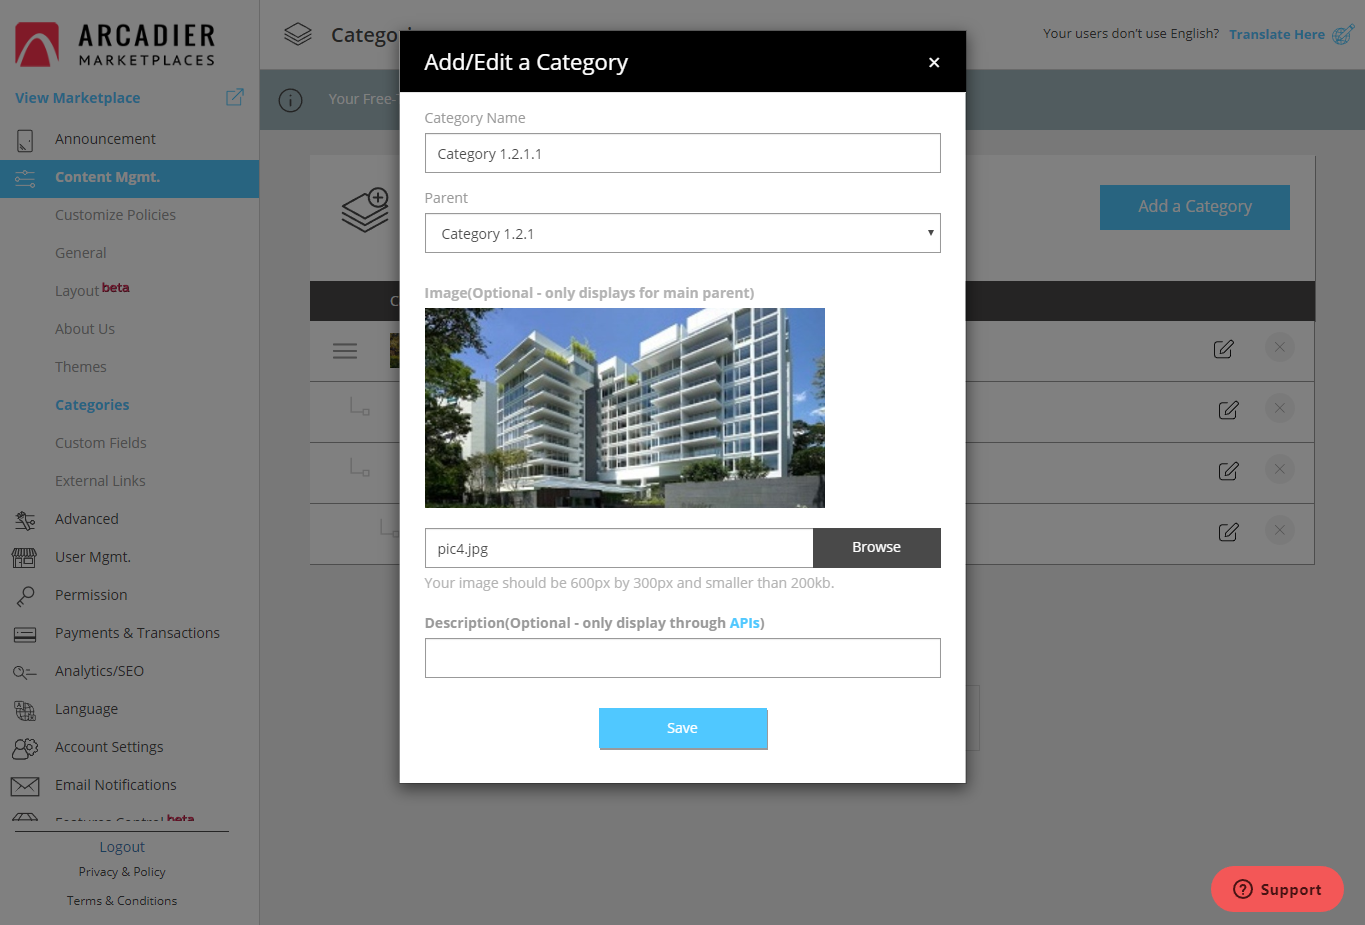 ARCADIER
MARKETPLACES
View Marketplace
Announcement
Content Mgmt.
Customize Policies
General
Layout beta
About Us
Themes
Categories
Custom Fields
External Links
Advanced
User Mgmt.
Permission
Payments & Transactions
Analytics/SEO
Language
Account Settings
Email Notifications
Features Control beta
Logout
Privacy & Policy
Terms & Conditions
Your users don't use English? Translate Here
Your Free-
Add a Category
Add/Edit a Category
Category Name
Category 1.2.1.1
Parent
Category 1.2.1
Image(Optional - only displays for main parent)
pic4.jpg
Browse
Your image should be 600px by 300px and smaller than 200kb.
Description(Optional - only display through APIs)
Save
Support